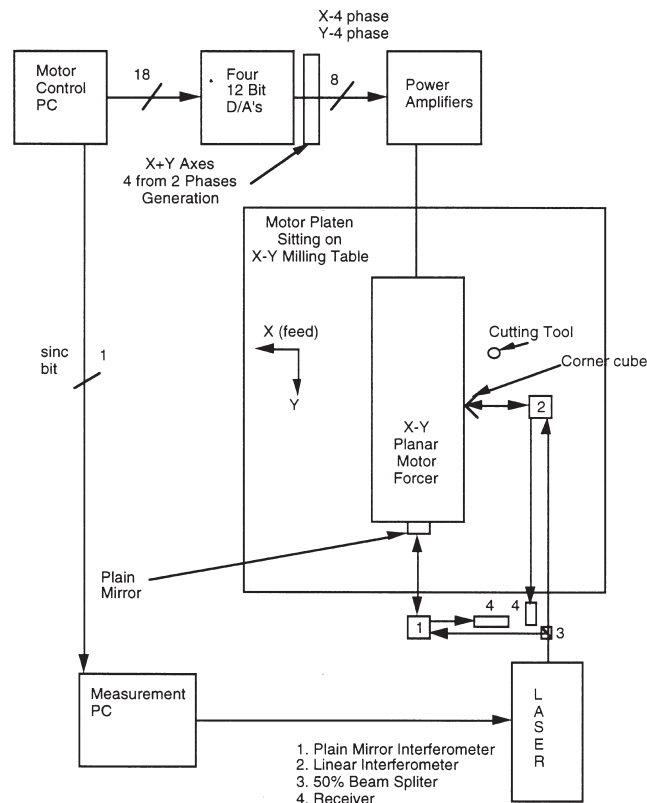 X-4 phase
Y-4 phase
Motor
Control
PC
18
Four
12 Bit
D/A's
8
Power
Amplifiers
X+Y Axes
4 from 2 Phases
Generation
Motor Platen
Sitting on
X-Y Milling Table
X (feed)
Y
Cutting Tool
Corner cube
sinc
bit
1
2
X-Y
Planar
Motor
Forcer
Plain
Mirror
4
4
1
3
Measurement
PC
L
A
S
E
R
1. Plain Mirror Interferometer
2. Linear Interferometer
3. 50% Beam Spliter
4. Receiver